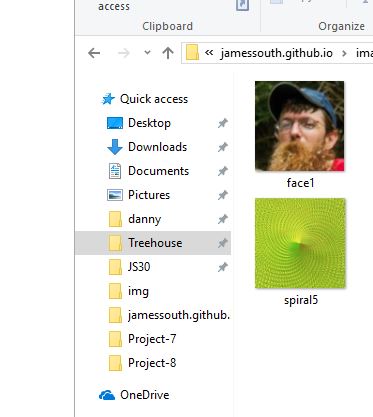 access
Clipboard
Organize
« jamessouth.github.io › ima
Quick access
Desktop
Downloads
Documents
Pictures
danny
Treehouse
JS30
img
jamessouth.github.
Project-7
Project-8
OneDrive
face1
spiral5